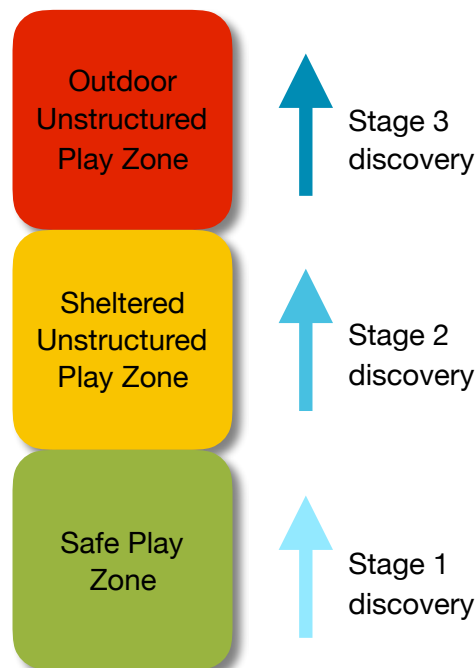 Outdoor
Unstructured
Play Zone
Stage 3
discovery
Sheltered
Unstructured
Play Zone
Stage 2
discovery
Safe Play
Zone
Stage 1
discovery